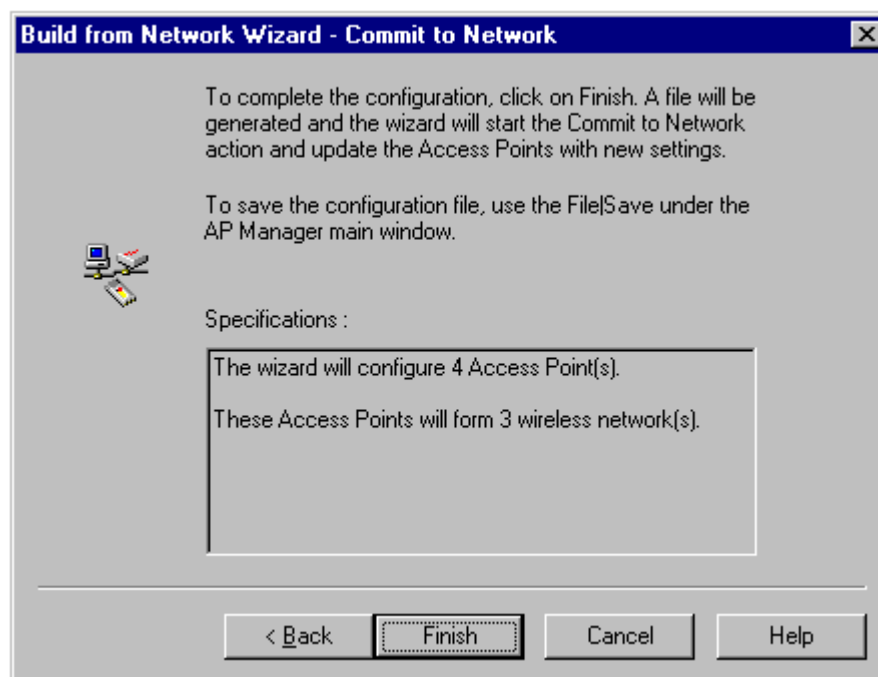 Build from Network Wizard - Commit to Network
To complete the configuration, click on Finish. A file will be
generated and the wizard will start the Commit to Network
action and update the Access Points with new settings.
To save the configuration file, use the File|Save under the
AP Manager main window.
Specifications :
The wizard will configure 4 Access Point(s).
These Access Points will form 3 wireless network(s).
< Back Finish Cancel Help